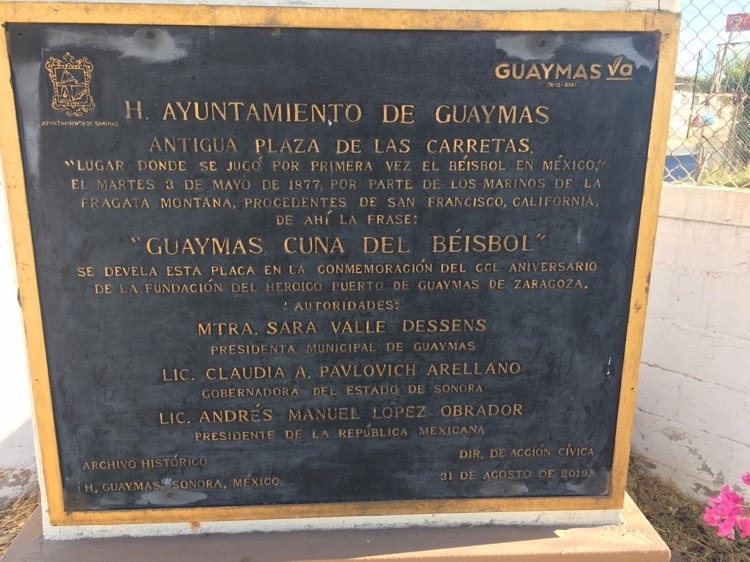 AYUNTAMIENTO DE GUAYMAS
GUAYMAS Va
2018 - 2021
H. AYUNTAMIENTO DE GUAYMAS
ANTIGUA PLAZA DE LAS CARRETAS,
"LUGAR DONDE SE JUGÓ POR PRIMERA VEZ EL BÉISBOL EN MÉXICO,"
EL MARTES 3 DE MAYO DE 1877, POR PARTE DE LOS MARINOS DE LA
FRAGATA MONTANA, PROCEDENTES DE SAN FRANCISCO, CALIFORNIA,
DE AHÍ LA FRASE:
"GUAYMAS, CUNA DEL BÉISBOL"
SE DEVELA ESTA PLACA EN LA CONMEMORACIÓN DEL CCL ANIVERSARIO
DE LA FUNDACIÓN DEL HEROICO PUERTO DE GUAYMAS DE ZARAGOZA.
AUTORIDADES:
MTRA. SARA VALLE DESSENS
PRESIDENTA MUNICIPAL DE GUAYMAS
LIC. CLAUDIA A. PAVLOVICH ARELLANO
GOBERNADORA DEL ESTADO DE SONORA
LIC. ANDRÉS MANUEL LÓPEZ OBRADOR
PRESIDENTE DE LA REPÚBLICA MEXICANA
ARCHIVO HISTÓRICO
DIR. DE ACCIÓN CÍVICA
H. GUAYMAS, SONORA, MÉXICO.
31 DE AGOSTO DE 2019.